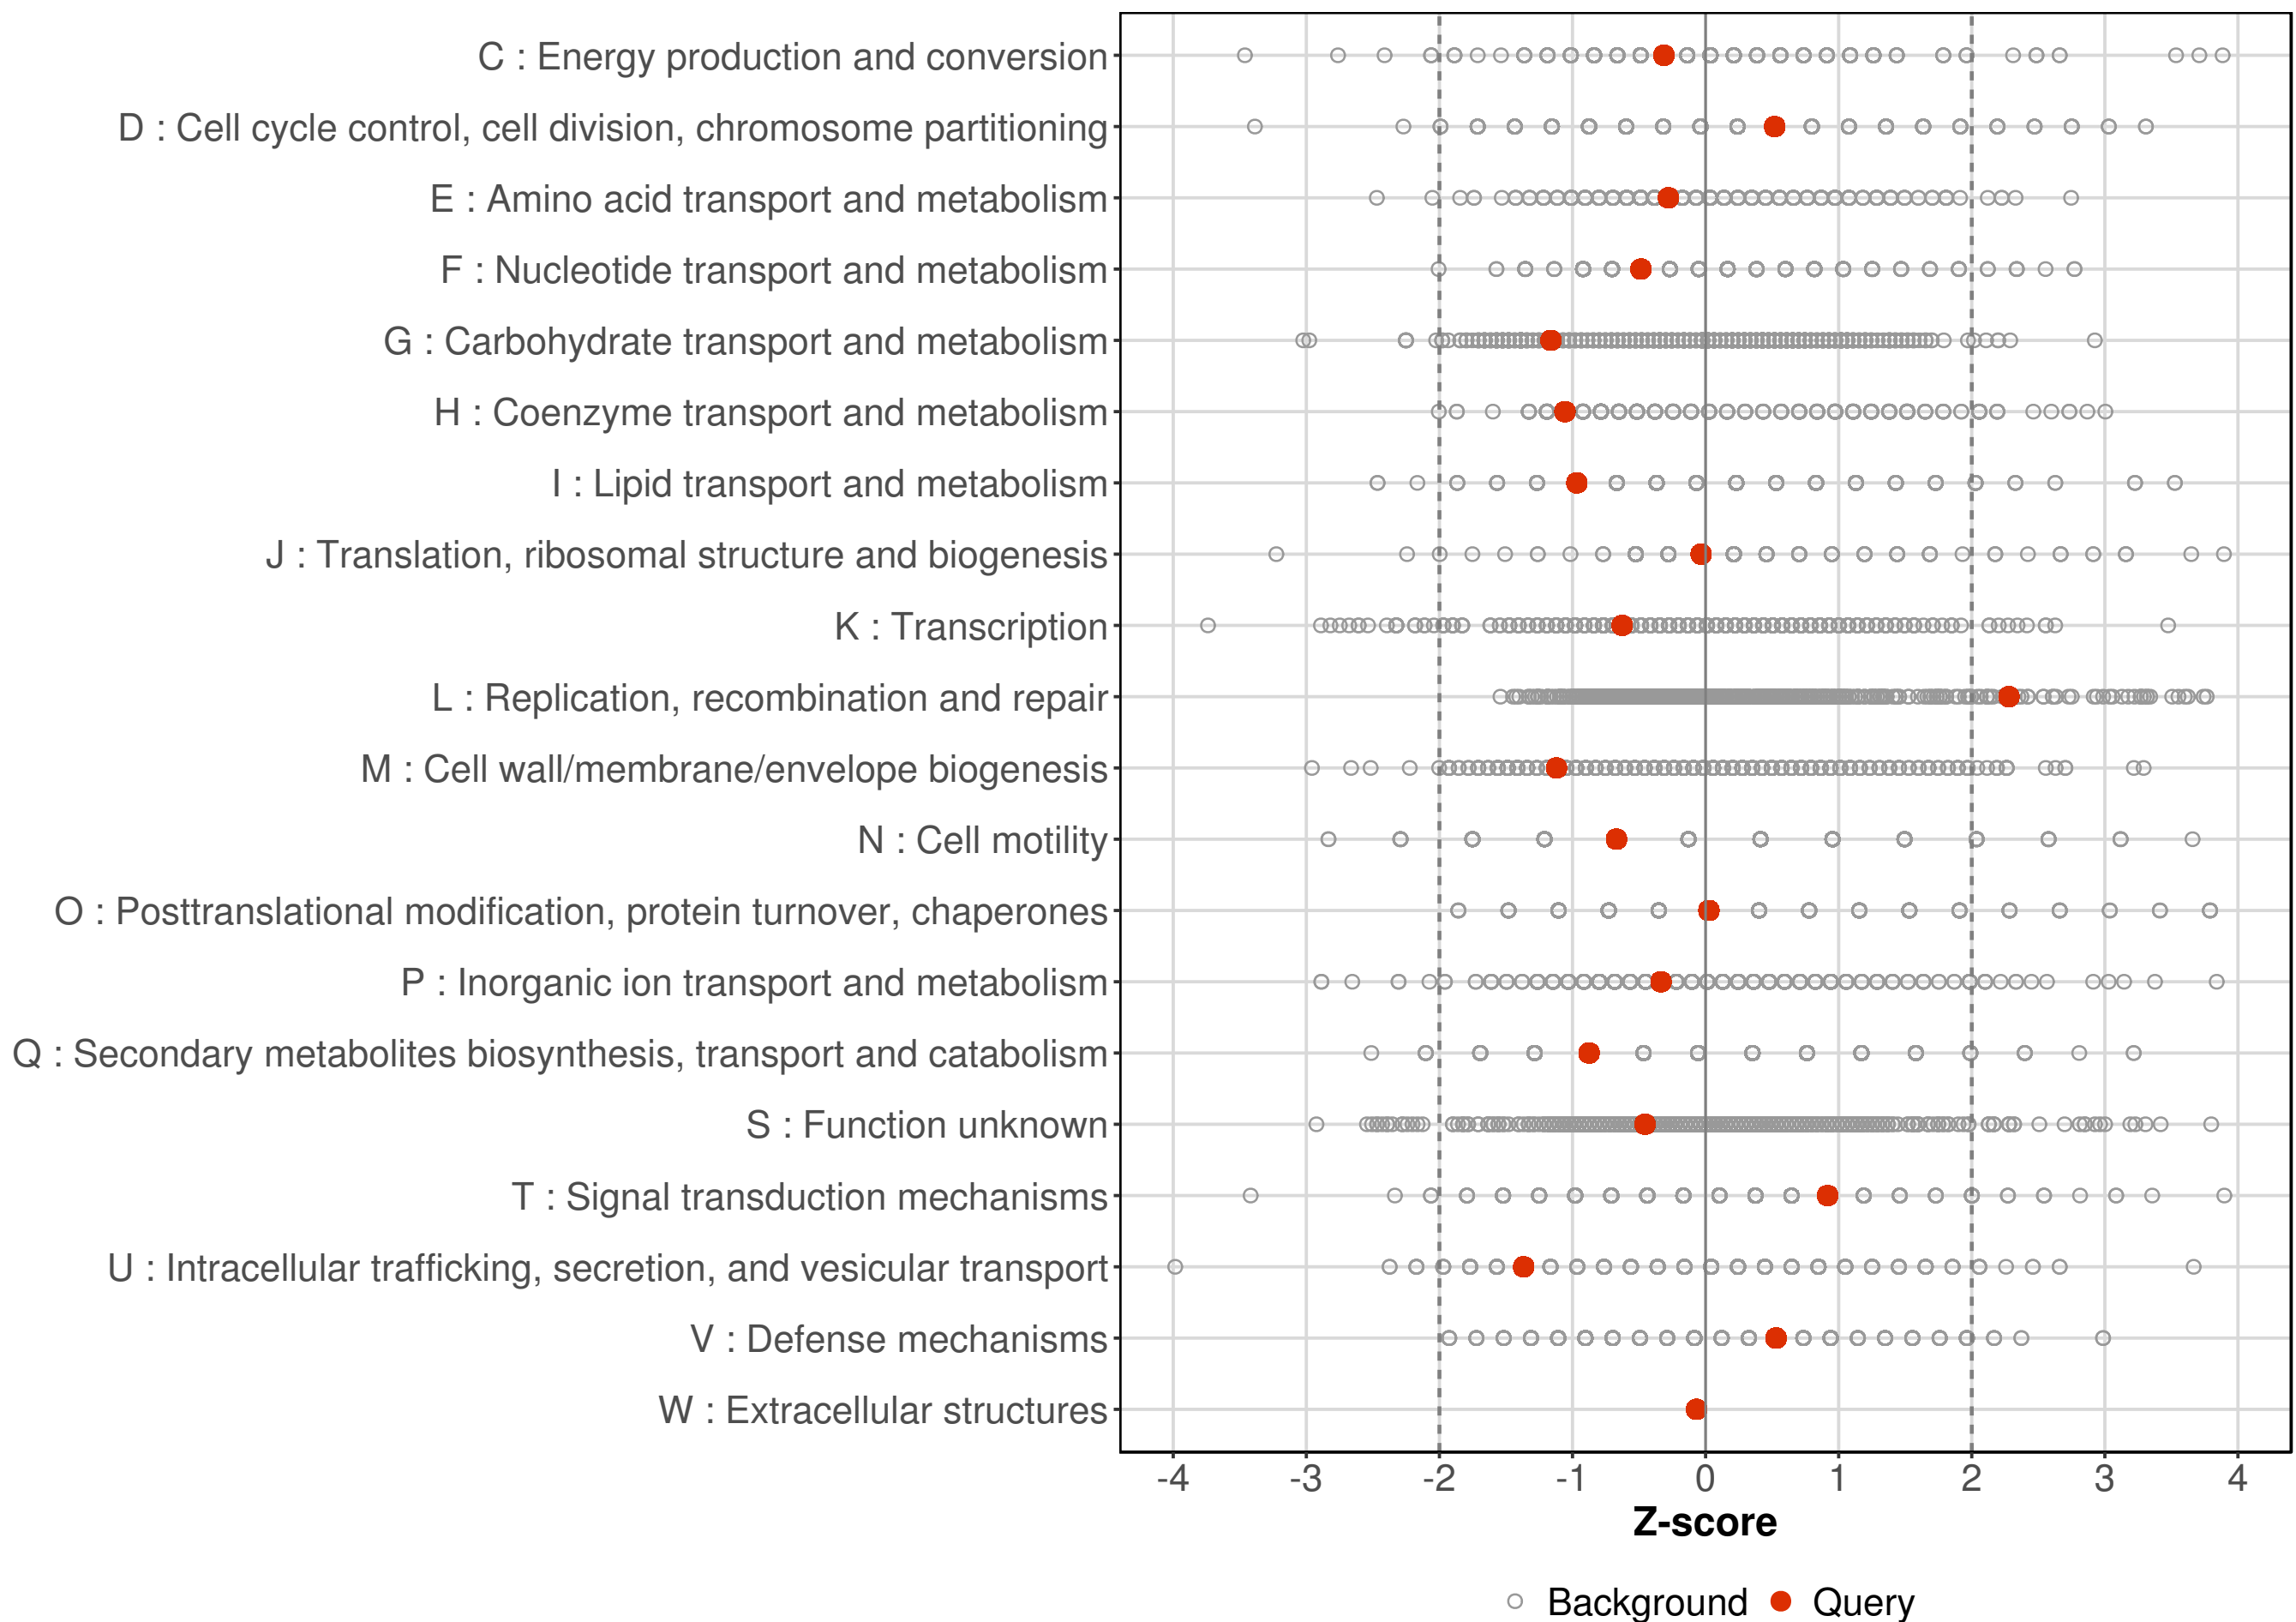 C : Energy production and conversion
D : Cell cycle control, cell division, chromosome partitioning
E : Amino acid transport and metabolism
F : Nucleotide transport and metabolism
G : Carbohydrate transport and metabolism
H : Coenzyme transport and metabolism
I : Lipid transport and metabolism
J : Translation, ribosomal structure and biogenesis
K : Transcription
L : Replication, recombination and repair
M : Cell wall/membrane/envelope biogenesis
N : Cell motility
O : Posttranslational modification, protein turnover, chaperones
P : Inorganic ion transport and metabolism
Q : Secondary metabolites biosynthesis, transport and catabolism
S : Function unknown
T : Signal transduction mechanisms
U : Intracellular trafficking, secretion, and vesicular transport
V : Defense mechanisms
W : Extracellular structures
-4 -3 -2 -1 0 1 2 3 4
Z-score
Background Query